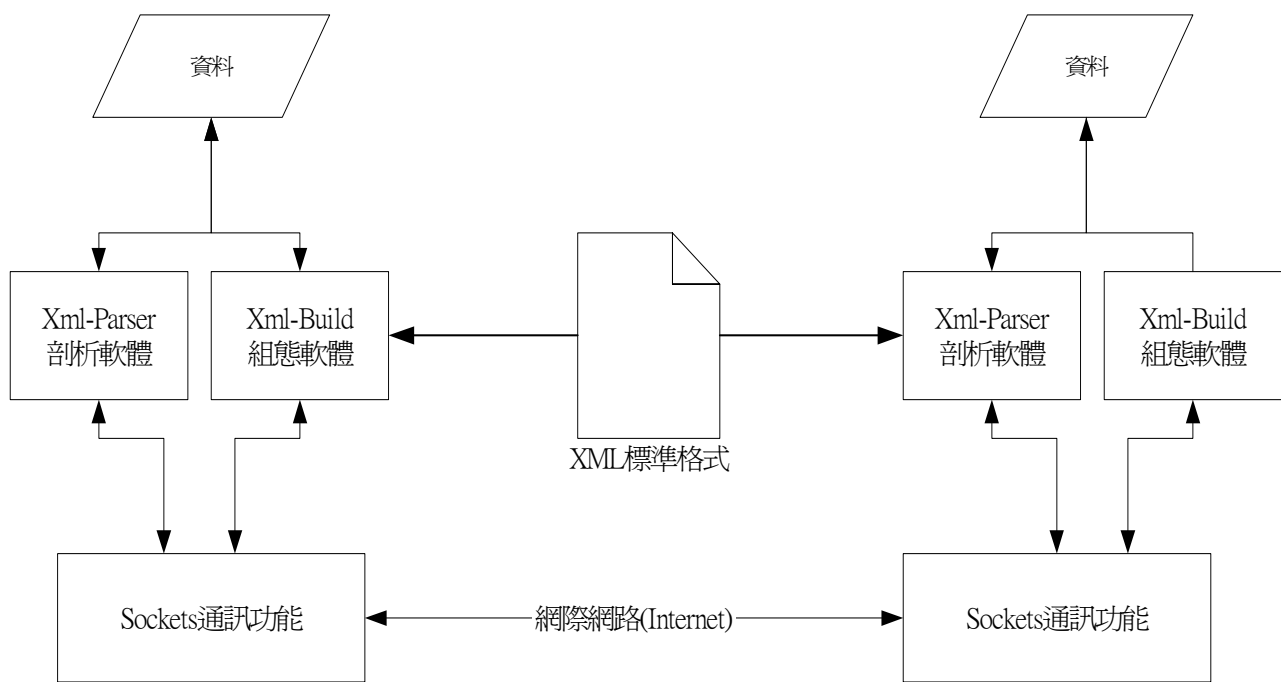 資料
資料
Xml-Parser
剖析軟體
Xml-Build
組態軟體
Xml-Parser
剖析軟體
Xml-Build
組態軟體
XML標準格式
Sockets通訊功能
網際網路(Internet)
Sockets通訊功能